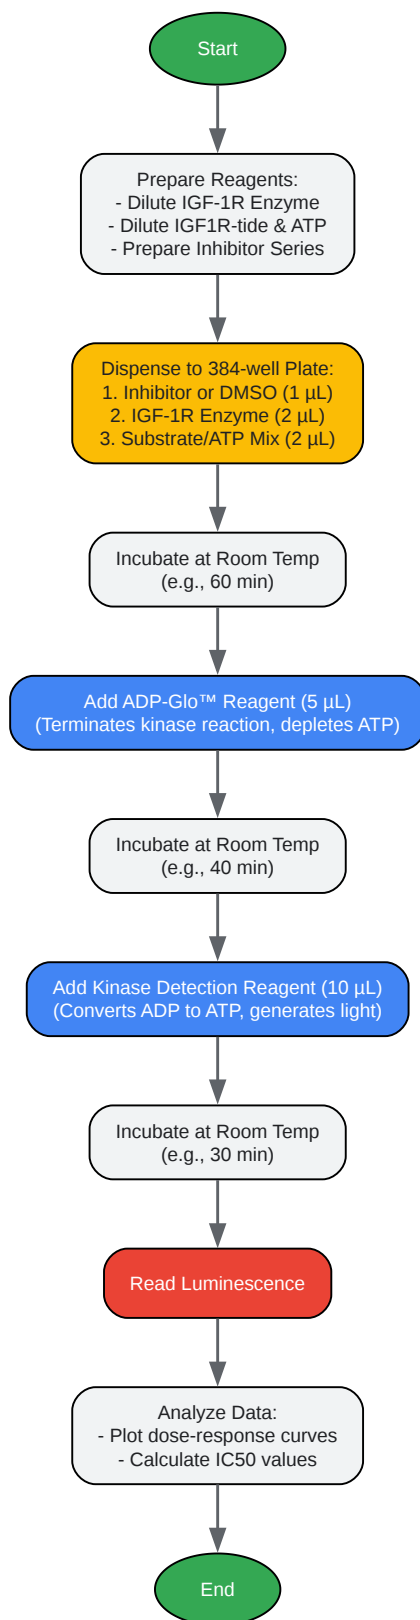 Start
Prepare Reagents:
- Dilute IGF-1R Enzyme
- Dilute IGF1R-tide & ATP
- Prepare Inhibitor Series
Dispense to 384-well Plate:
1. Inhibitor or DMSO (1 µL)
2. IGF-1R Enzyme (2 µL)
3. Substrate/ATP Mix (2 µL)
Incubate at Room Temp
(e.g., 60 min)
Add ADP-Glo™ Reagent (5 µL)
(Terminates kinase reaction, depletes ATP)
Incubate at Room Temp
(e.g., 40 min)
Add Kinase Detection Reagent (10 µL)
(Converts ADP to ATP, generates light)
Incubate at Room Temp
(e.g., 30 min)
Read Luminescence
Analyze Data:
- Plot dose-response curves
- Calculate IC50 values
End